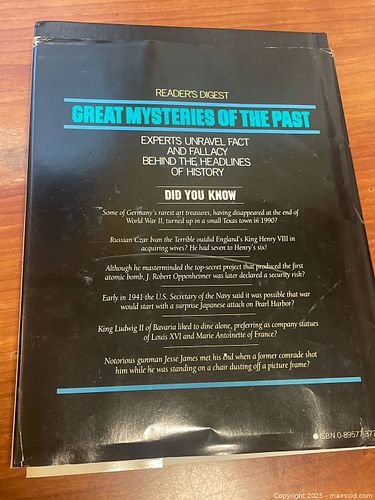 READER'S DIGEST
GREAT MYSTERIES OF THE PAST
EXPERTS UNRAVEL FACT
AND FALLACY
BEHIND THE HEADLINES
OF HISTORY
DID YOU KNOW
Some of Germany's rarest art treasures, having disappeared at the end of
World War II, turned up in a small Texas town in 1990?
Russian Czar Ivan the Terrible outdid England's King Henry VIII in
acquiring wives? He had seven to Henry's six!
Although he masterminded the top-secret project that produced the first
atomic bomb, J. Robert Oppenheimer was later declared a security risk?
Early in 1941 the U.S. Secretary of the Navy said it was possible that war
would start with a surprise Japanese attack on Pearl Harbor?
King Ludwig II of Bavaria liked to dine alone, preferring as company statues
of Louis XVI and Marie Antoinette of France?
Notorious gunman Jesse James met his end when a former comrade shot
him while he was standing on a chair dusting off a picture frame?
ISBN 0-89577-377
Copyright 2025 - maxsold.com